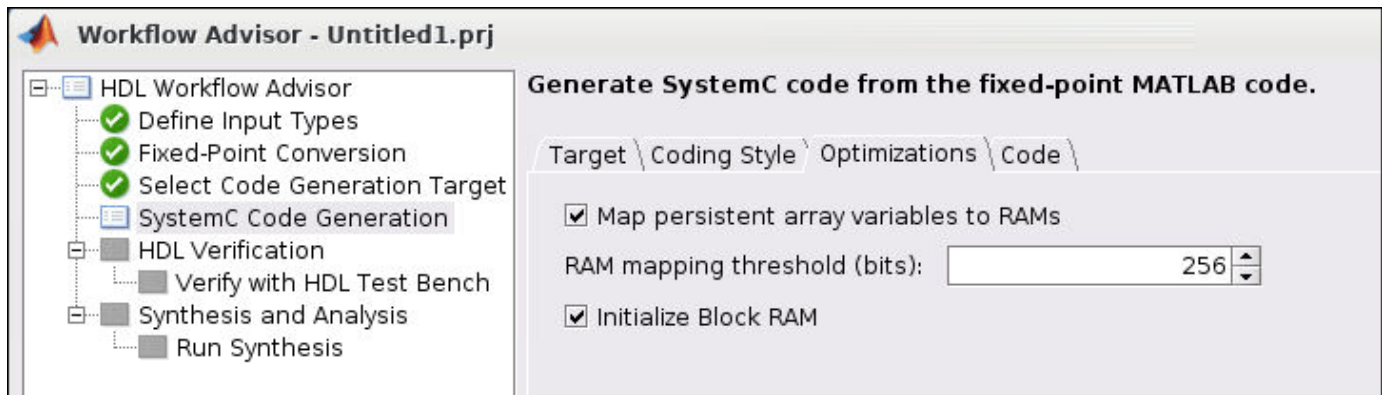 Workflow Advisor - Untitled1.prj
HDL Workflow Advisor
Define Input Types
Fixed-Point Conversion
Select Code Generation Target
SystemC Code Generation
HDL Verification
Verify with HDL Test Bench
Synthesis and Analysis
Run Synthesis
Generate SystemC code from the fixed-point MATLAB code.
Target Coding Style Optimizations Code
Map persistent array variables to RAMs
RAM mapping threshold (bits): 256
Initialize Block RAM